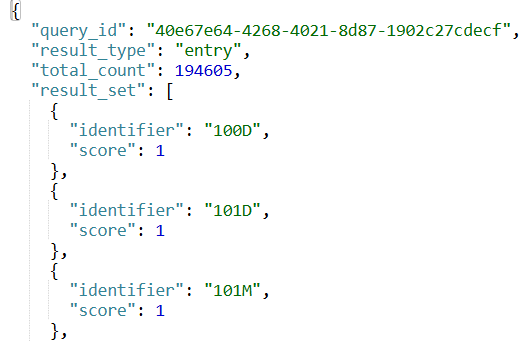 {
  "query_id": "40e67e64-4268-4021-8d87-1902c27cdecf",
  "result_type": "entry",
  "total_count": 194605,
  "result_set": [
    {
      "identifier": "100D",
      "score": 1
    },
    {
      "identifier": "101D",
      "score": 1
    },
    {
      "identifier": "101M",
      "score": 1
    },